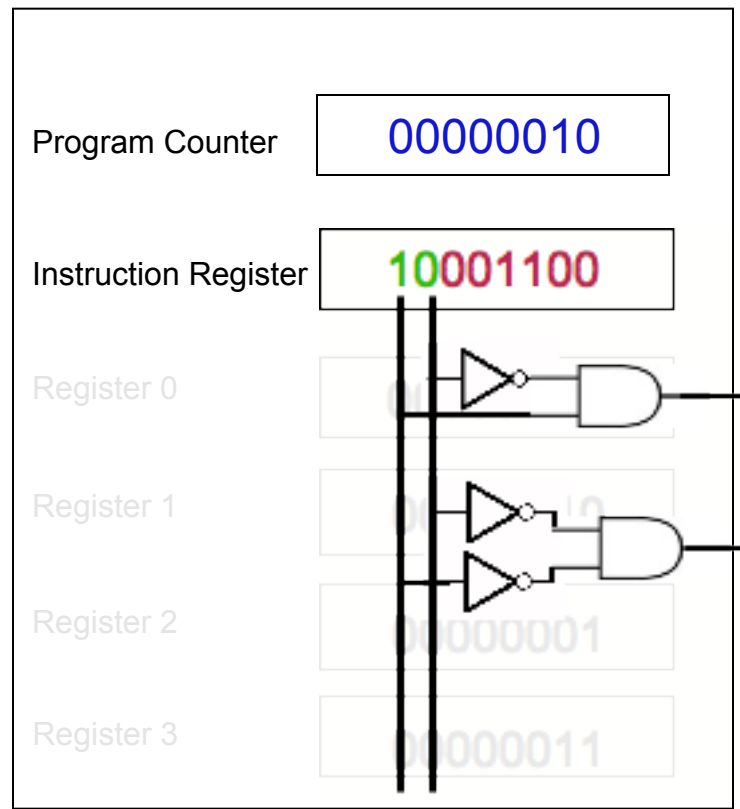 Program Counter 00000010
Instruction Register 10001100
Register 0
Register 1
Register 2 00000001
Register 3 00000011